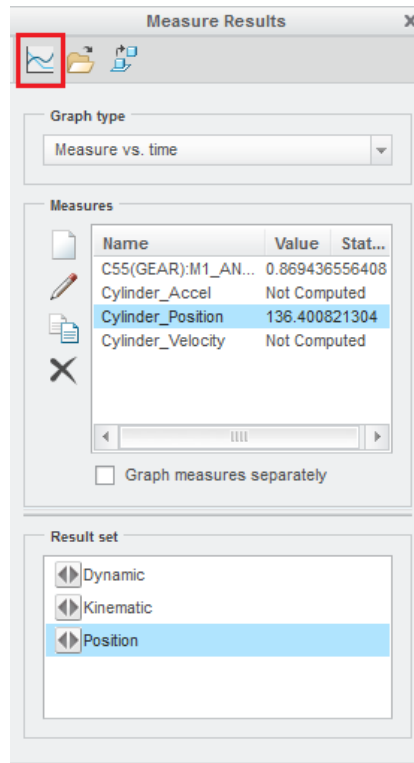 Measure Results
Graph type
Measure vs. time
Measures
Name Value Stat...
C55(GEAR):M1_AN... 0.869436556408
Cylinder_Accel Not Computed
Cylinder_Position 136.400821304
Cylinder_Velocity Not Computed
Graph measures separately
Result set
Dynamic
Kinematic
Position